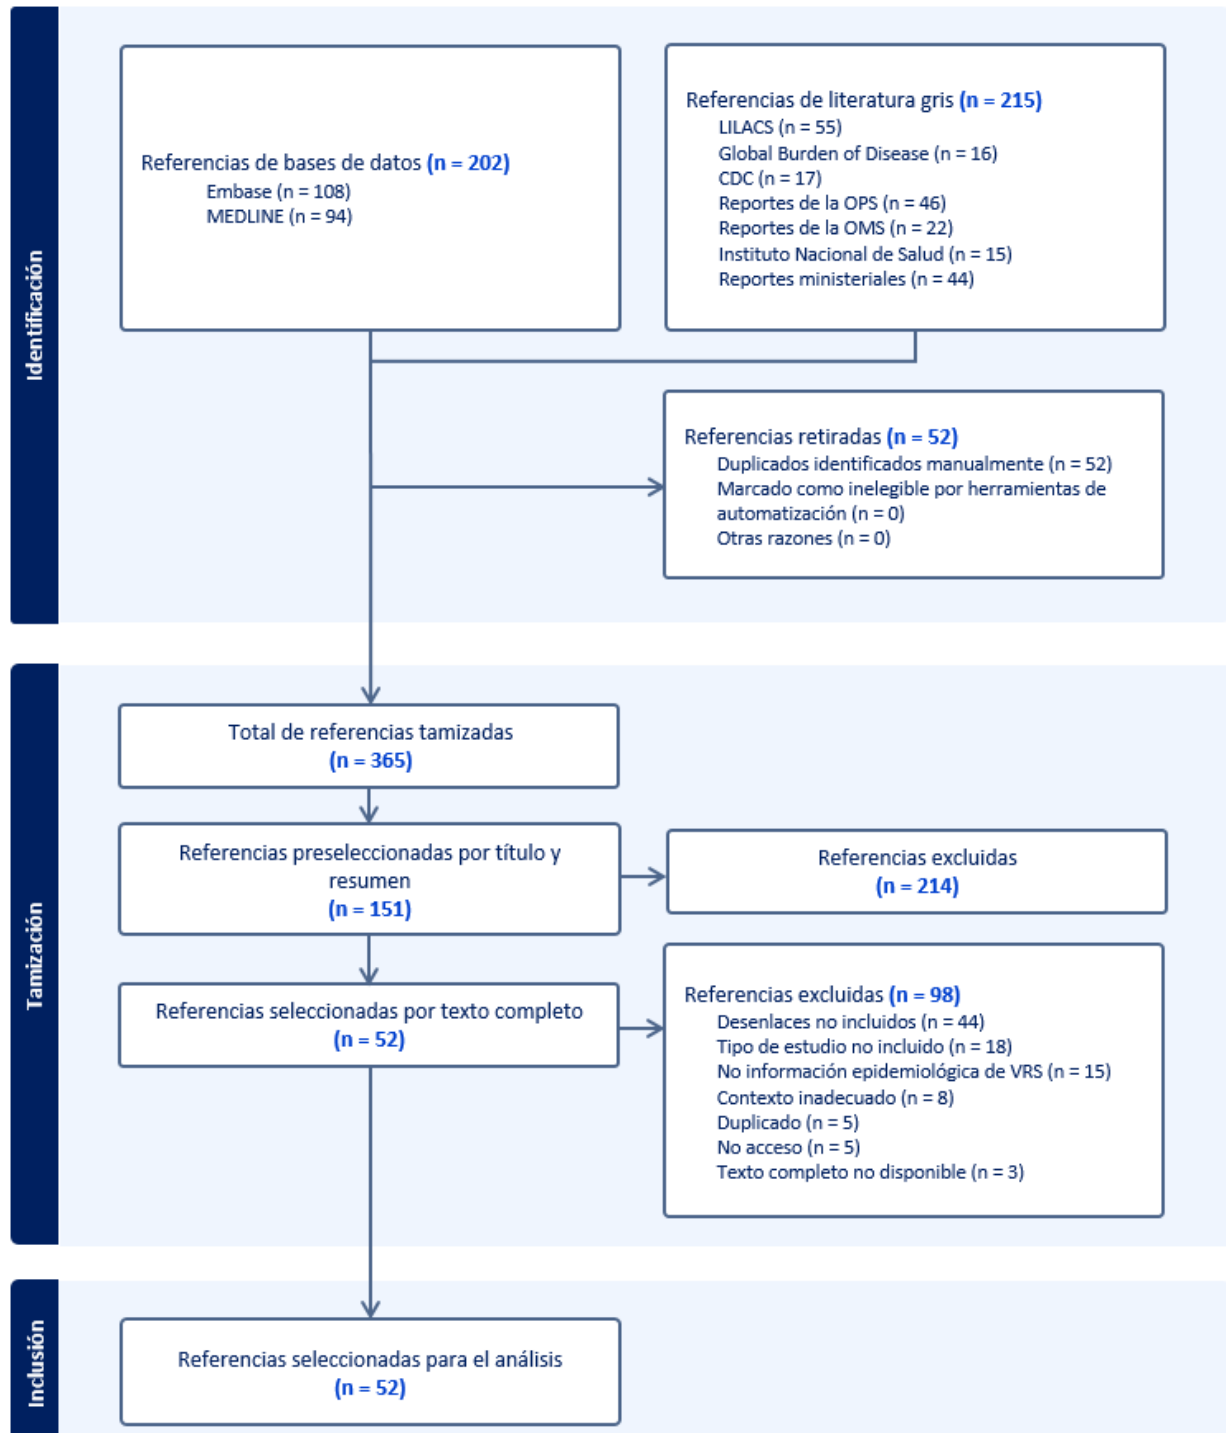 Identificación
Referencias de bases de datos (n = 202)
Embase (n = 108)
MEDLINE (n = 94)
Referencias de literatura gris (n = 215)
LILACS (n = 55)
Global Burden of Disease (n = 16)
CDC (n = 17)
Reportes de la OPS (n = 46)
Reportes de la OMS (n = 22)
Instituto Nacional de Salud (n = 15)
Reportes ministeriales (n = 44)
Referencias retiradas (n = 52)
Duplicados identificados manualmente (n = 52)
Marcado como inelegible por herramientas de
automatización (n = 0)
Otras razones (n = 0)
Tamización
Total de referencias tamizadas
(n = 365)
Referencias preseleccionadas por título y
resumen
(n = 151)
Referencias excluidas
(n = 214)
Referencias seleccionadas por texto completo
(n = 52)
Referencias excluidas (n = 98)
Desenlaces no incluidos (n = 44)
Tipo de estudio no incluido (n = 18)
No información epidemiológica de VRS (n = 15)
Contexto inadecuado (n = 8)
Duplicado (n = 5)
No acceso (n = 5)
Texto completo no disponible (n = 3)
Inclusión
Referencias seleccionadas para el análisis
(n = 52)